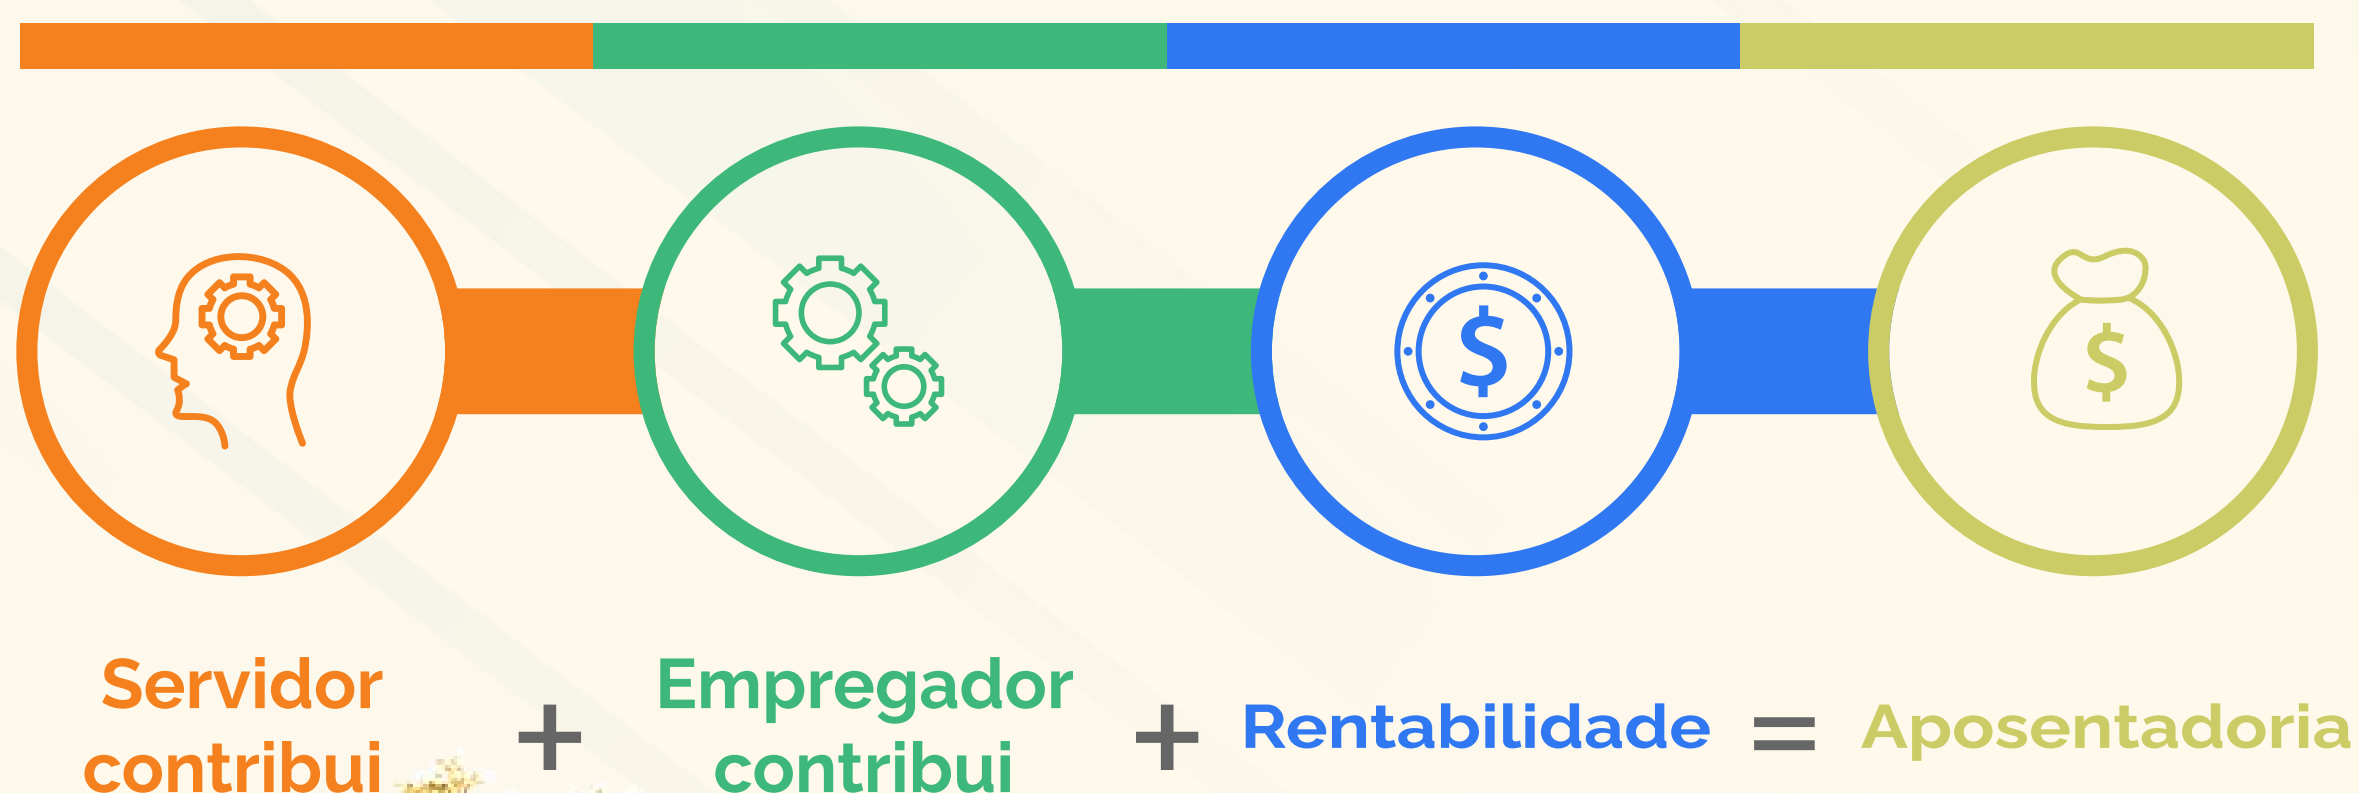 Servidor
contribui
+
Empregador
contribui
+
Rentabilidade
=
Aposentadoria
$
$